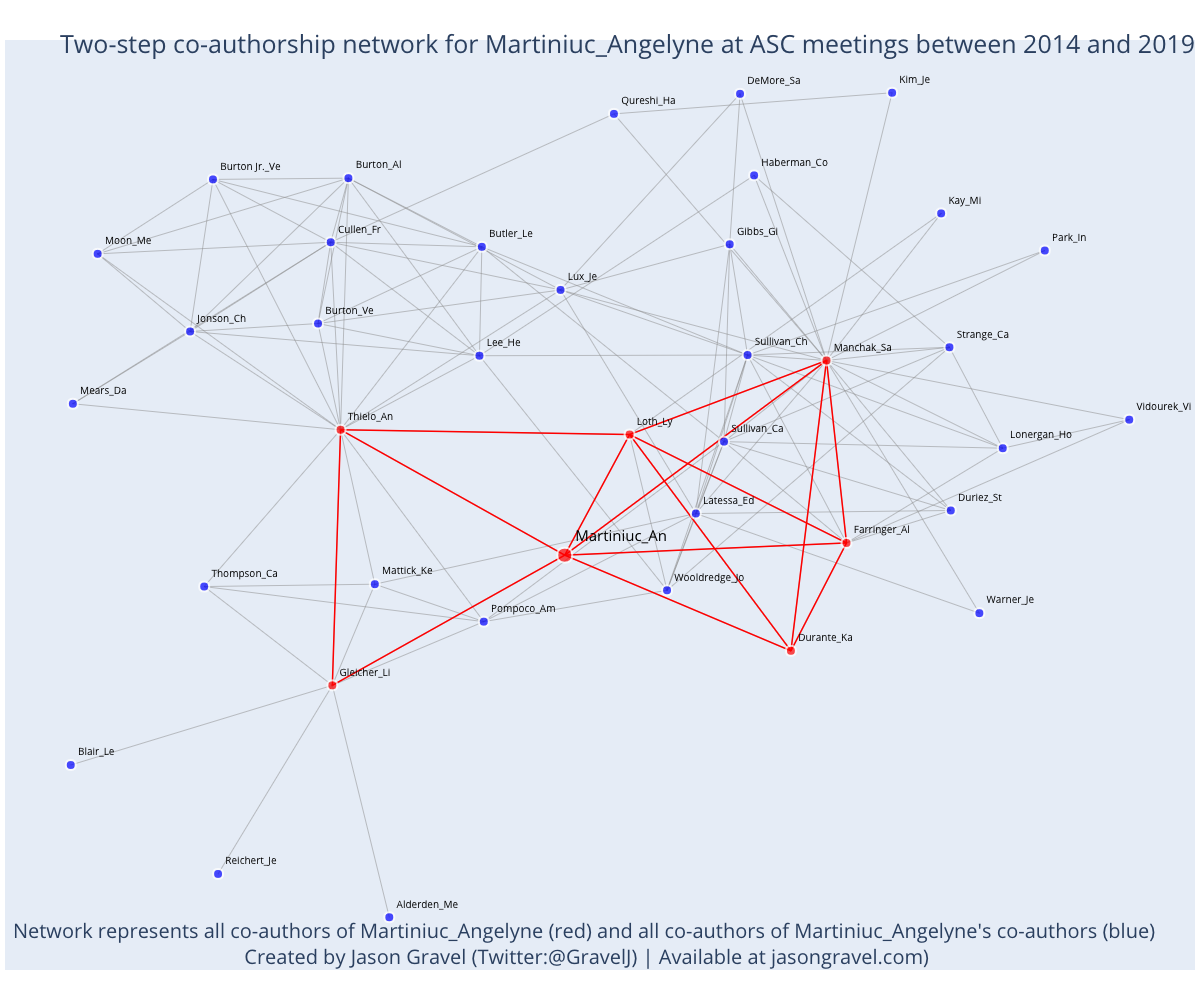 Two-step co-authorship network for Martiniuc_Angelyne at ASC meetings between 2014 and 2019
DeMore_Sa
Kim_Je
Qureshi_Ha
Haberman_Co
Burton Jr._Ve
Burton_Al
Kay_Mi
Cullen_Fr
Butler_Le
Gibbs_Gi
Moon_Me
Park_In
Lux_Je
Burton_Ve
Jonson_Ch
Lee_He
Sullivan_Ch
Manchak_Sa
Strange_Ca
Mears_Da
Vidourek_Vi
Thielo_An
Loth_Ly
Sullivan_Ca
Lonergan_Ho
Latessa_Ed
Duriez_St
Martiniuc_An
Farringer_Al
Thompson_Ca
Mattick_Ke
Wooldredge_Jo
Pompoco_Am
Warner_Je
Durante_Ka
Gleicher_Li
Blair_Le
Reichert_Je
Alderden_Me
Network represents all co-authors of Martiniuc_Angelyne (red) and all co-authors of Martiniuc_Angelyne's co-authors (blue)
Created by Jason Gravel (Twitter:@GravelJ) | Available at jasongravel.com)